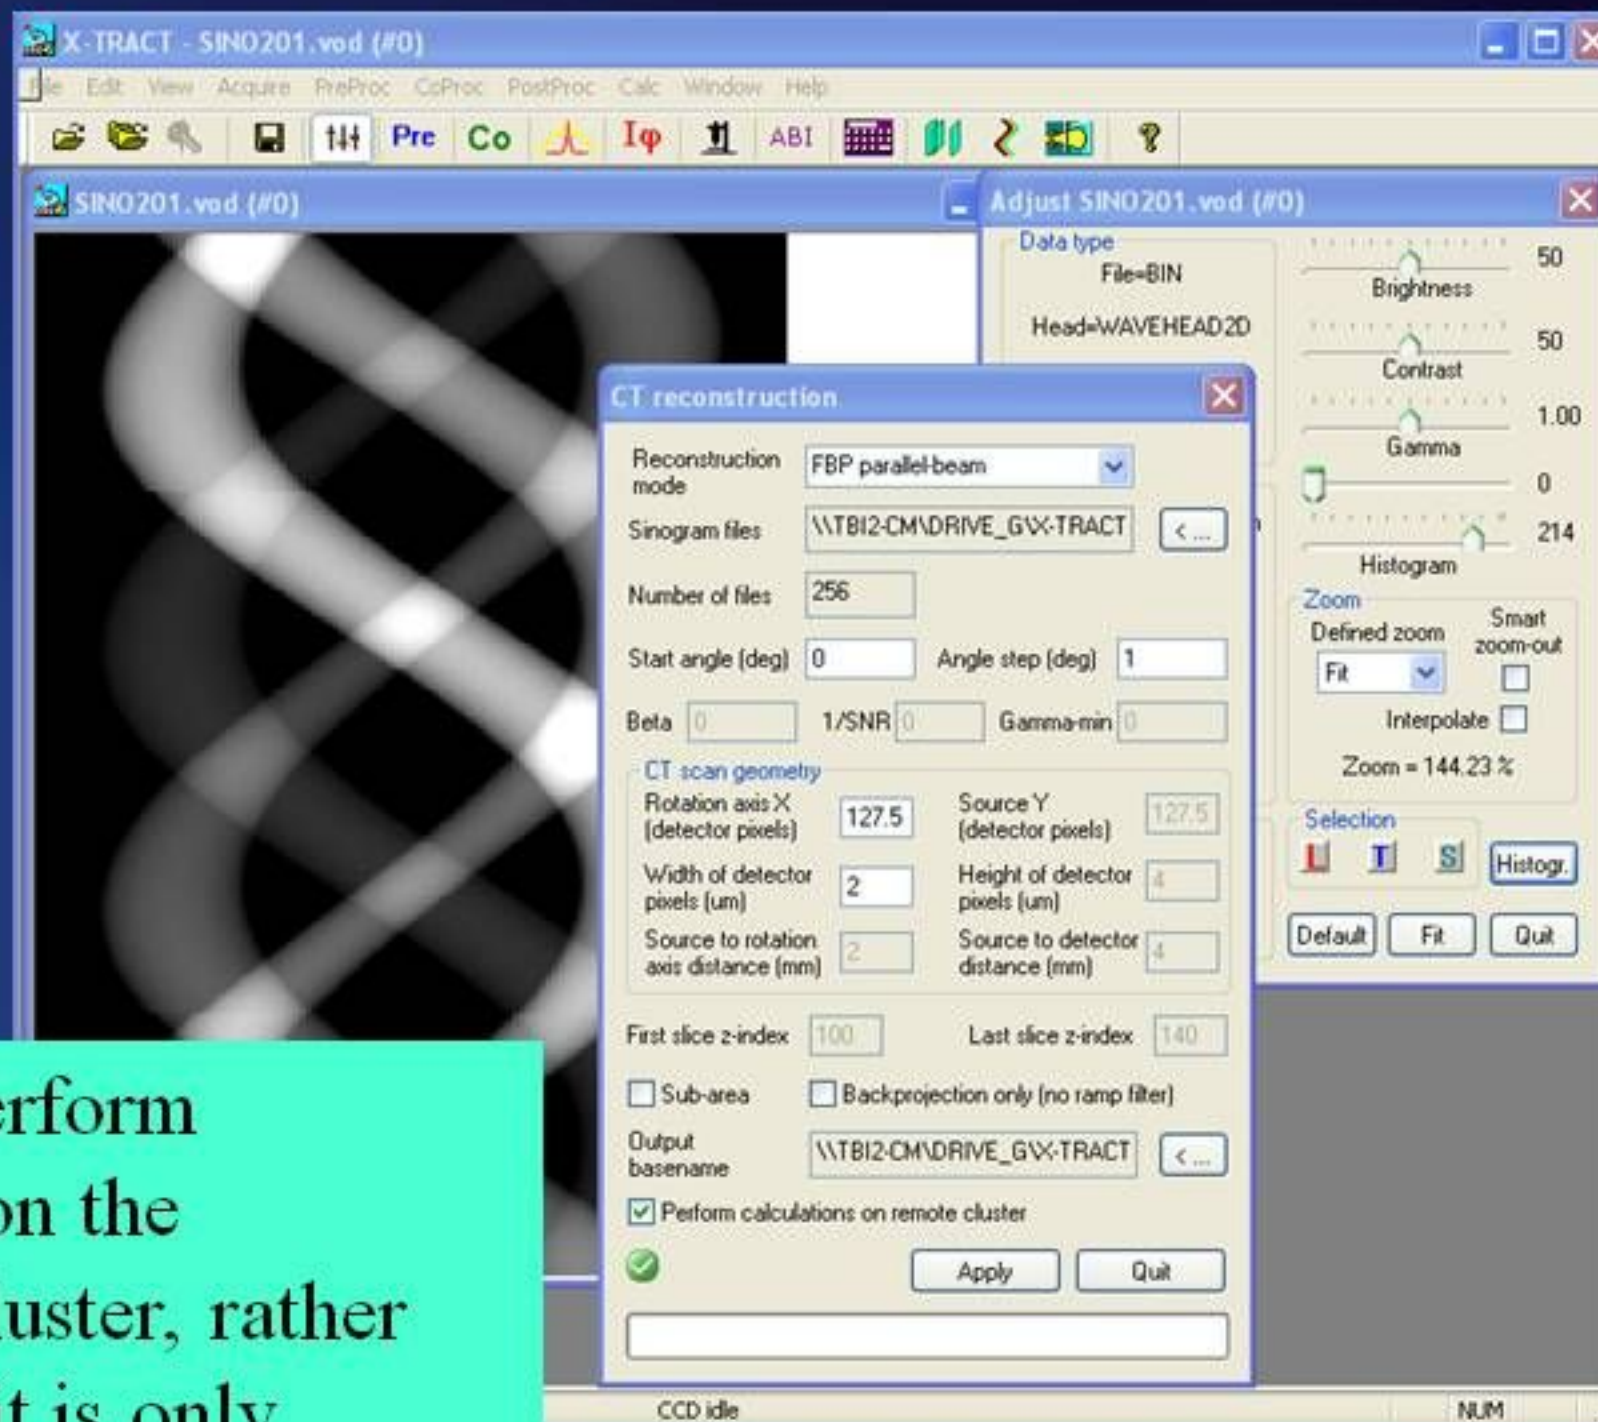 X-TRACT - SINO201.vod (#0)
File Edit View Acquire PreProc CoProc PostProc Calc Window Help
Pre Co Iφ ABI ?
SINO201.vod (#0)
Adjust SINO201.vod (#0)
Data type
File=BIN
Head=WAVEHEAD2D
50
Brightness
50
Contrast
1.00
Gamma
0
214
Histogram
Zoom
Defined zoom
Smart
zoom-out
Fit
Interpolate
Zoom = 144.23 %
Selection
L T S Histogr.
Default Fit Quit
CT reconstruction
Reconstruction
mode
FBP parallel-beam
Sinogram files \\TBI2-CM\DRIVE_G\X-TRACT < ...
Number of files 256
Start angle (deg) 0 Angle step (deg) 1
Beta 0 1/SNR 0 Gamma-min 0
CT scan geometry
Rotation axis X
(detector pixels)
127.5
Source Y
(detector pixels)
127.5
Width of detector
pixels (um)
2
Height of detector
pixels (um)
4
Source to rotation
axis distance (mm)
2
Source to detector
distance (mm)
4
First slice z-index 100 Last slice z-index 140
Sub-area Backprojection only (no ramp filter)
Output
basename
\\TBI2-CM\DRIVE_G\X-TRACT < ...
Perform calculations on remote cluster
Apply Quit
erform
on the
luster, rather
it is only
CCD idle NUM